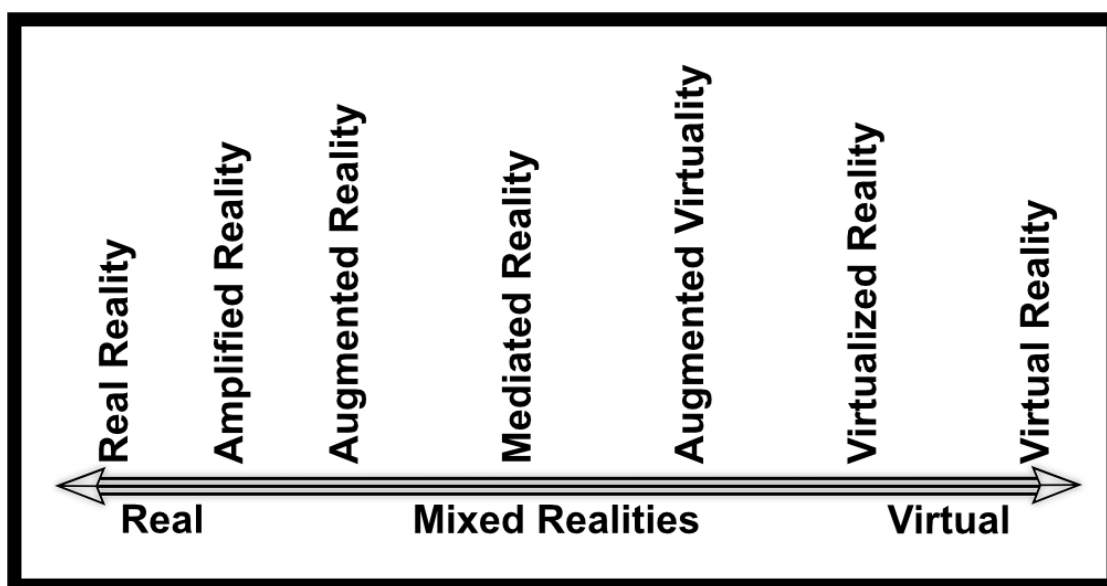 Real Reality
Amplified Reality
Augmented Reality
Mediated Reality
Augmented Virtuality
Virtualized Reality
Virtual Reality
Real
Mixed Realities
Virtual